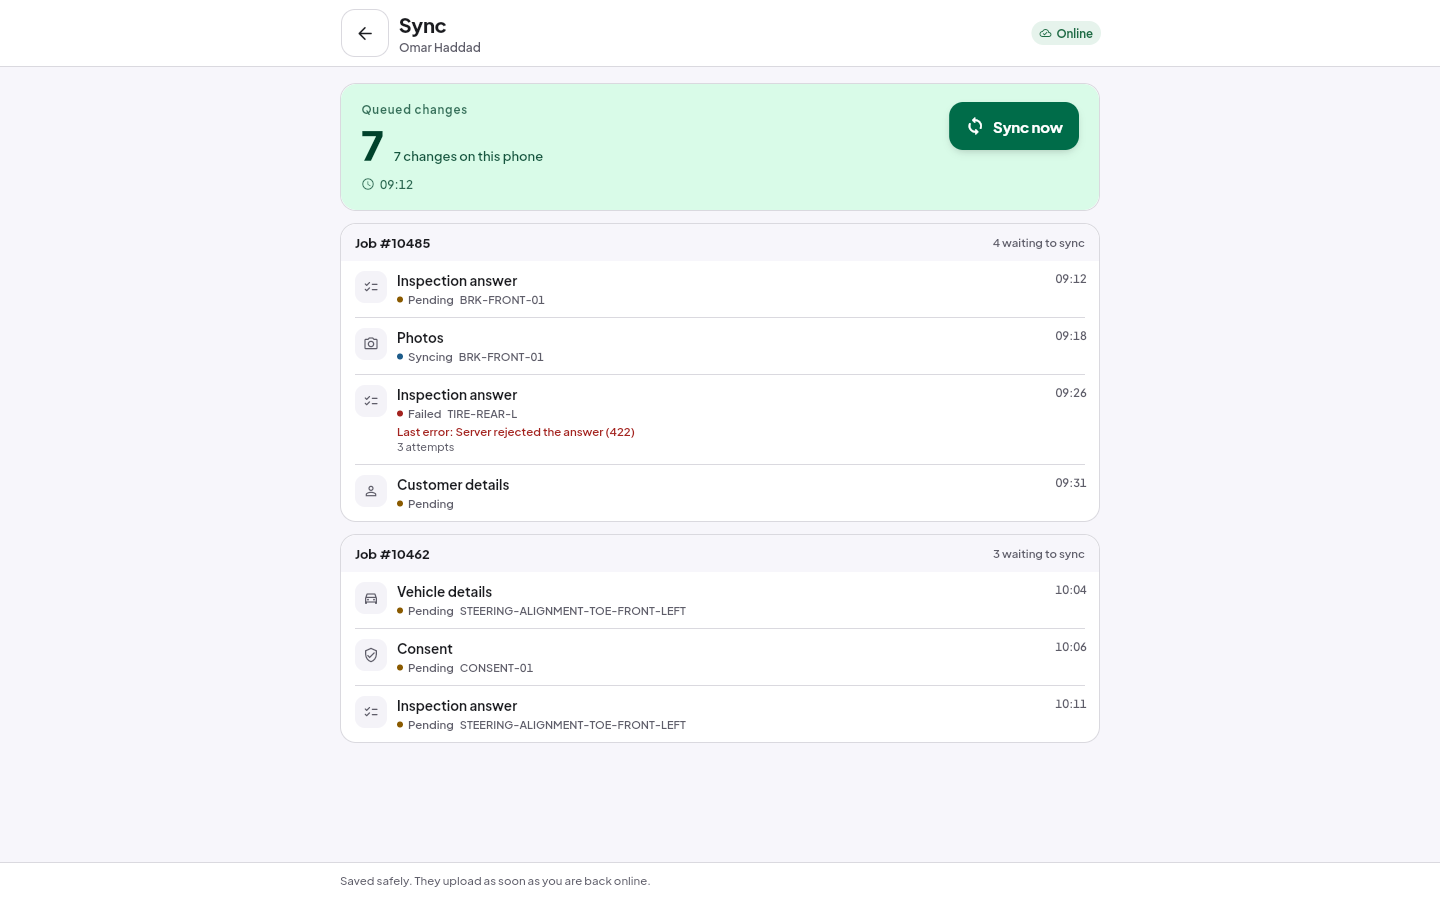 Sync
Omar Haddad
Online
Queued changes
7 7 changes on this phone
09:12
Sync now
Job #10485
4 waiting to sync
Inspection answer
09:12
Pending BRK-FRONT-01
Photos
09:18
Syncing BRK-FRONT-01
Inspection answer
09:26
Failed TIRE-REAR-L
Last error: Server rejected the answer (422)
3 attempts
Customer details
09:31
Pending
Job #10462
3 waiting to sync
Vehicle details
10:04
Pending STEERING-ALIGNMENT-TOE-FRONT-LEFT
Consent
10:06
Pending CONSENT-01
Inspection answer
10:11
Pending STEERING-ALIGNMENT-TOE-FRONT-LEFT
Saved safely. They upload as soon as you are back online.